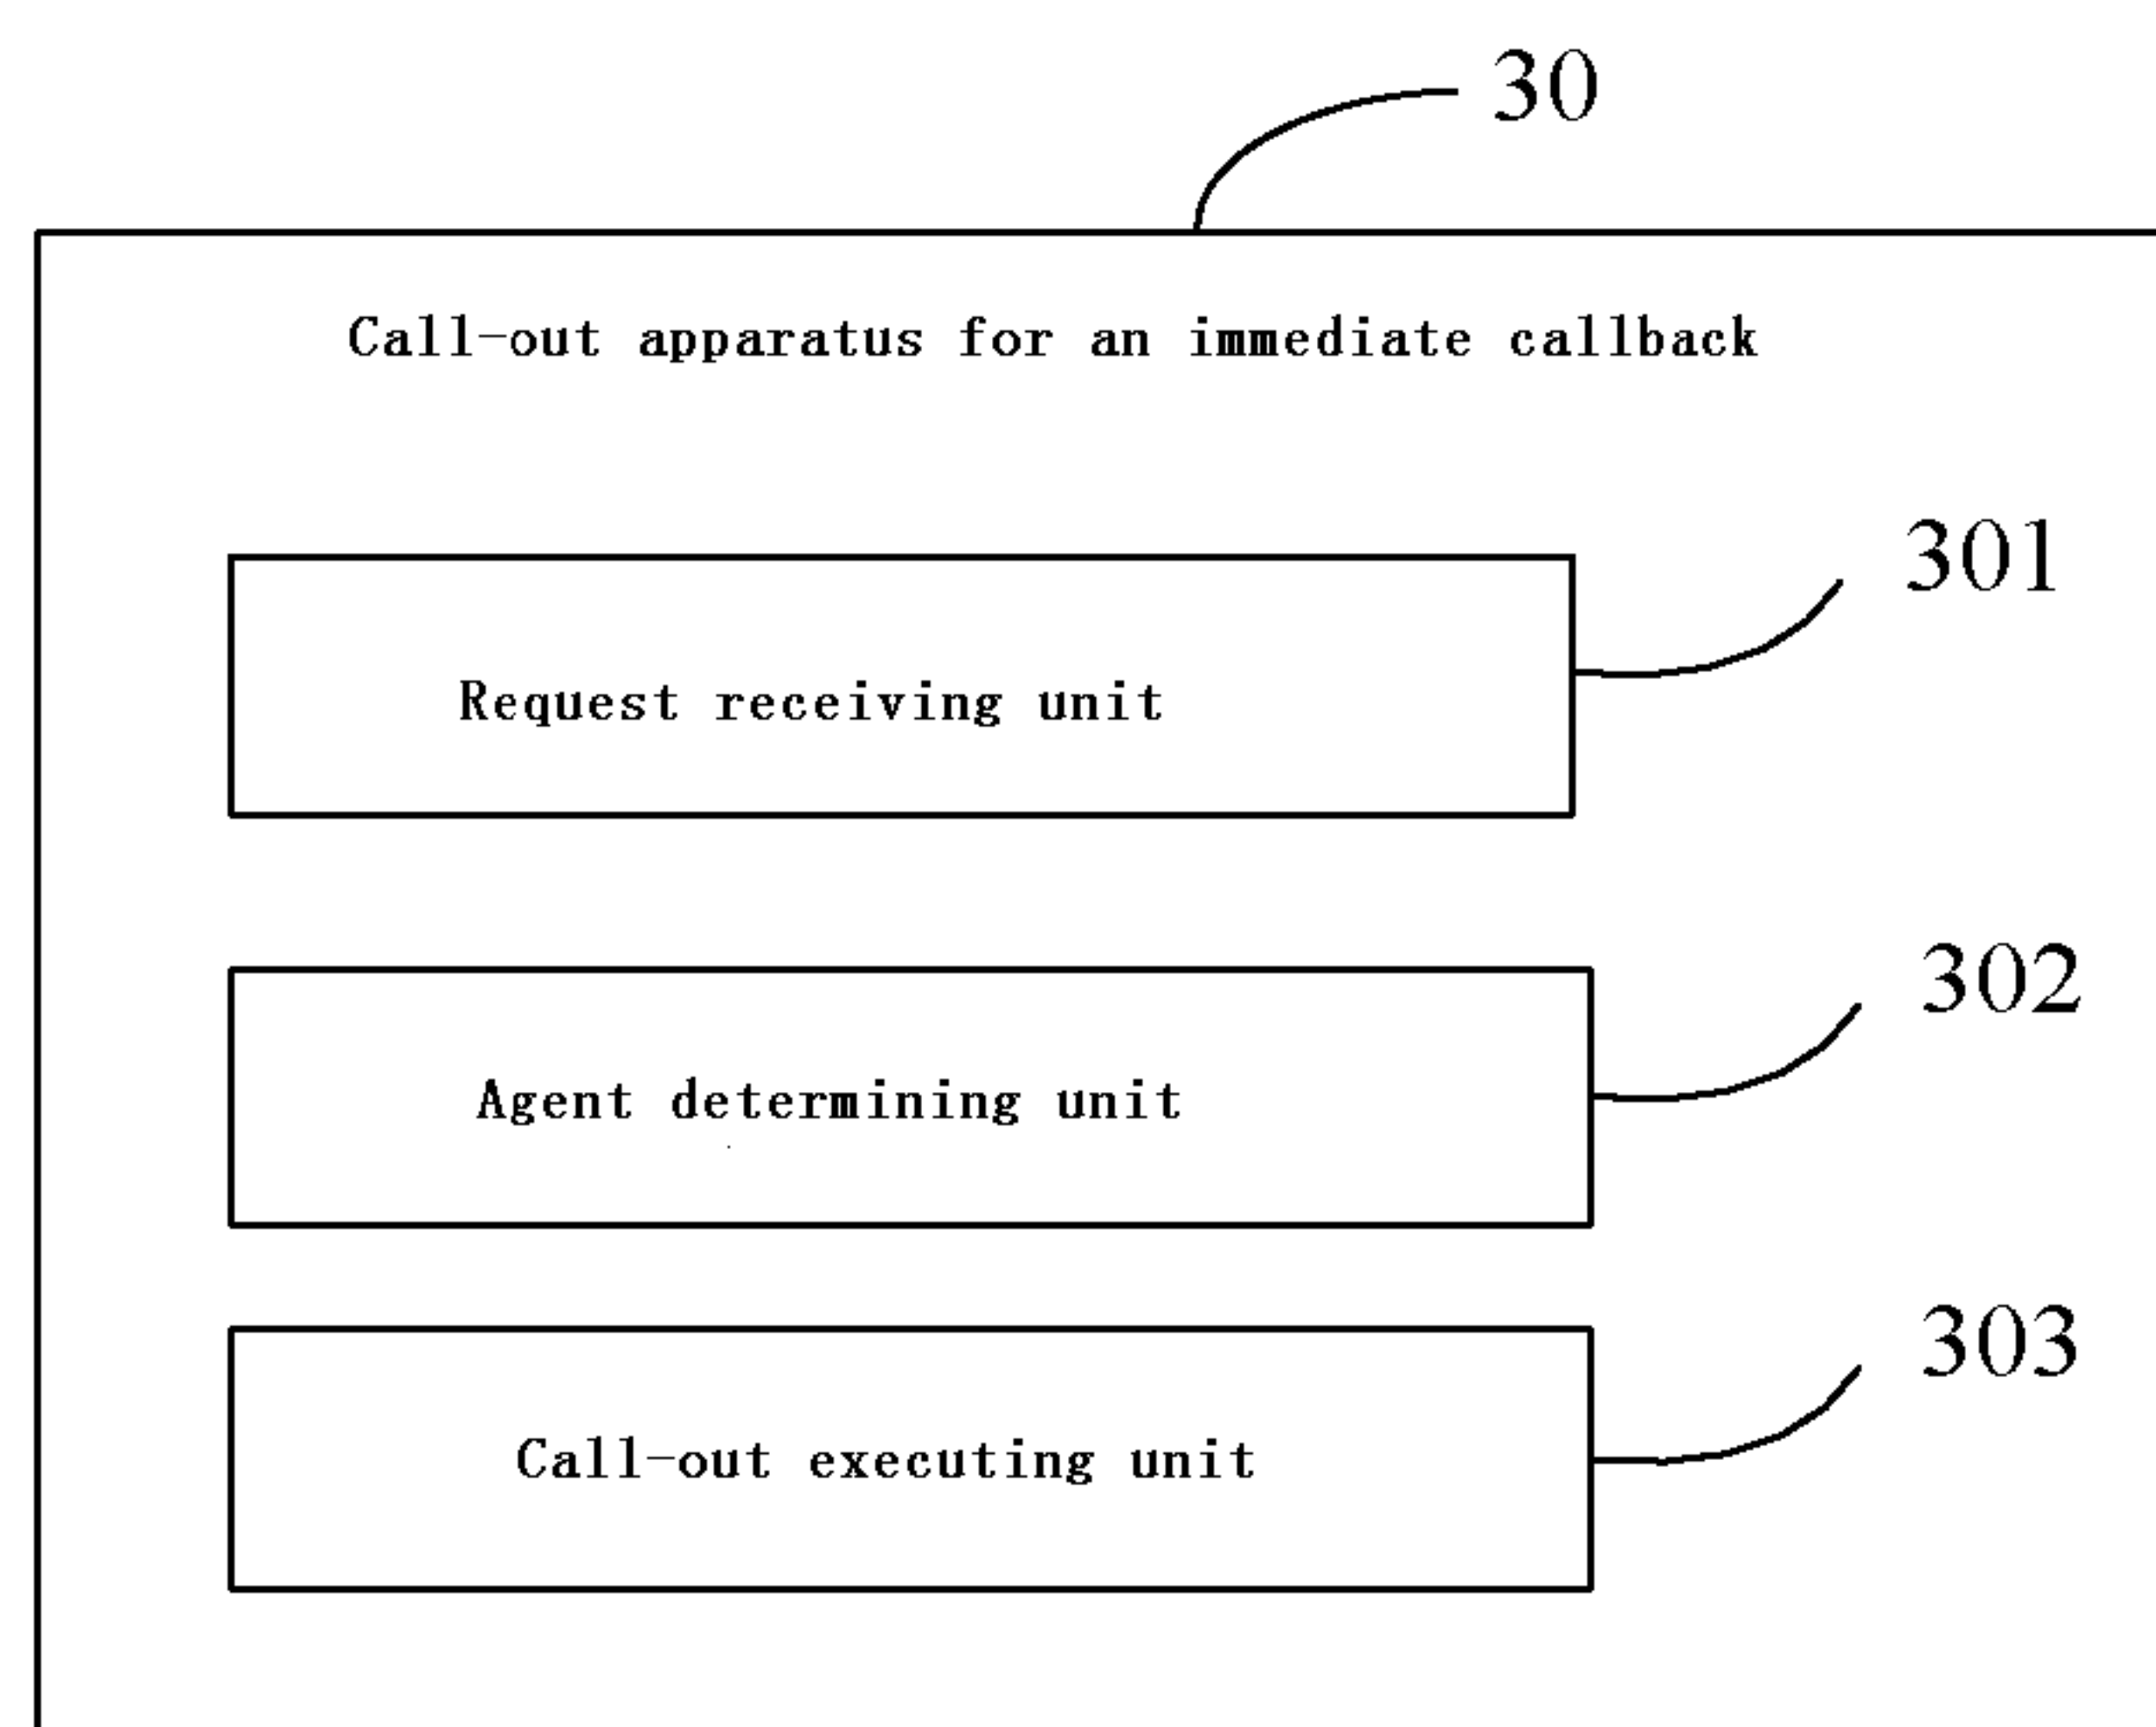 30
Call-out apparatus for an immediate callback
301
Request receiving unit
302
Agent determining unit
303
Call-out executing unit